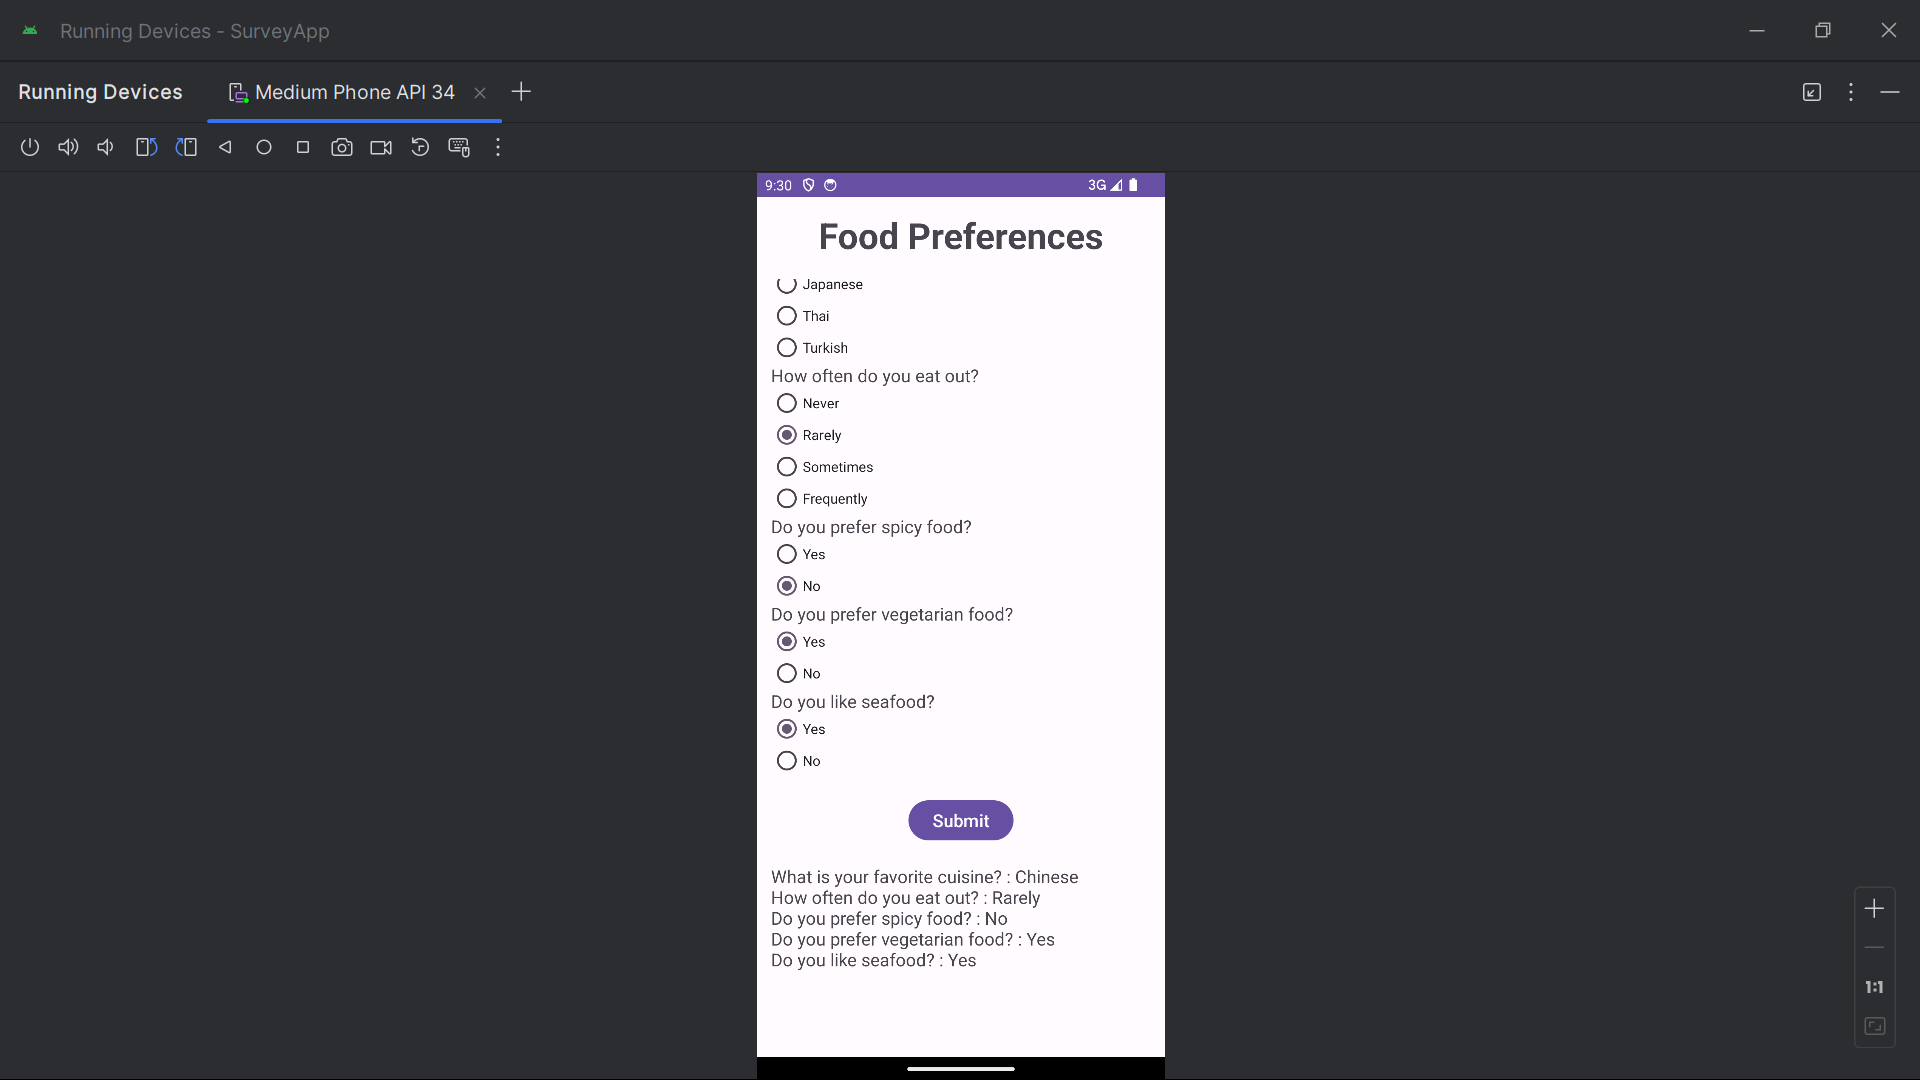 Running Devices - SurveyApp
Running Devices
Medium Phone API 34
9:30
3G
Food Preferences
Japanese
Thai
Turkish
How often do you eat out?
Never
Rarely
Sometimes
Frequently
Do you prefer spicy food?
Yes
No
Do you prefer vegetarian food?
Yes
No
Do you like seafood?
Yes
No
Submit
What is your favorite cuisine? : Chinese
How often do you eat out? : Rarely
Do you prefer spicy food? : No
Do you prefer vegetarian food? : Yes
Do you like seafood? : Yes
1:1